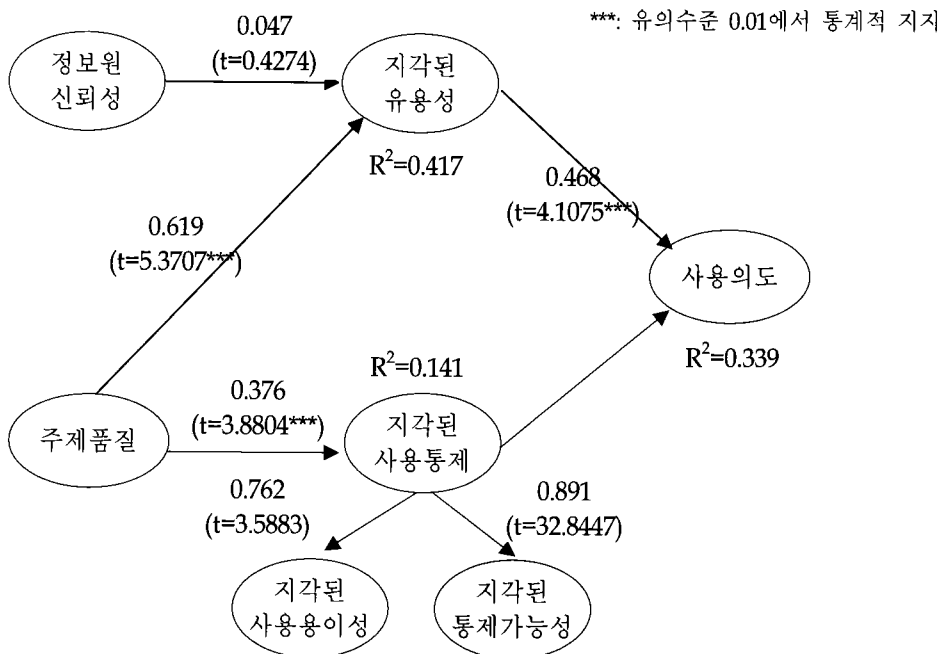 ***: 유의수준 0.01에서 통계적 지지
0.047
(t=0.4274)
정보원
신뢰성
지각된
유용성
R²=0.417
0.468
(t=4.1075***)
0.619
(t=5.3707***)
사용의도
R²=0.339
R²=0.141
0.376
(t=3.8804***)
주제품질
지각된
사용통제
0.762
(t=3.5883)
0.891
(t=32.8447)
지각된
사용용이성
지각된
통제가능성